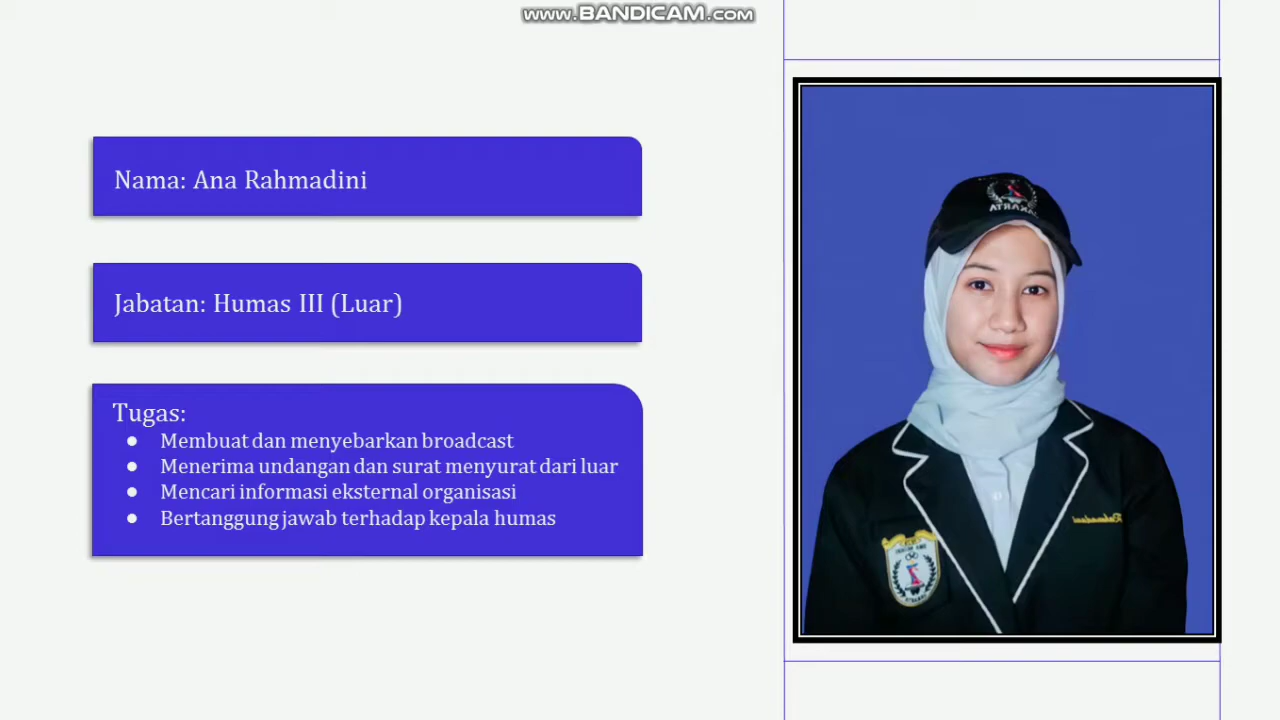 www.BANDICAM.com
Nama: Ana Rahmadini
Jabatan: Humas III (Luar)
Tugas:
● Membuat dan menyebarkan broadcast
● Menerima undangan dan surat menyurat dari luar
● Mencari informasi eksternal organisasi
● Bertanggung jawab terhadap kepala humas